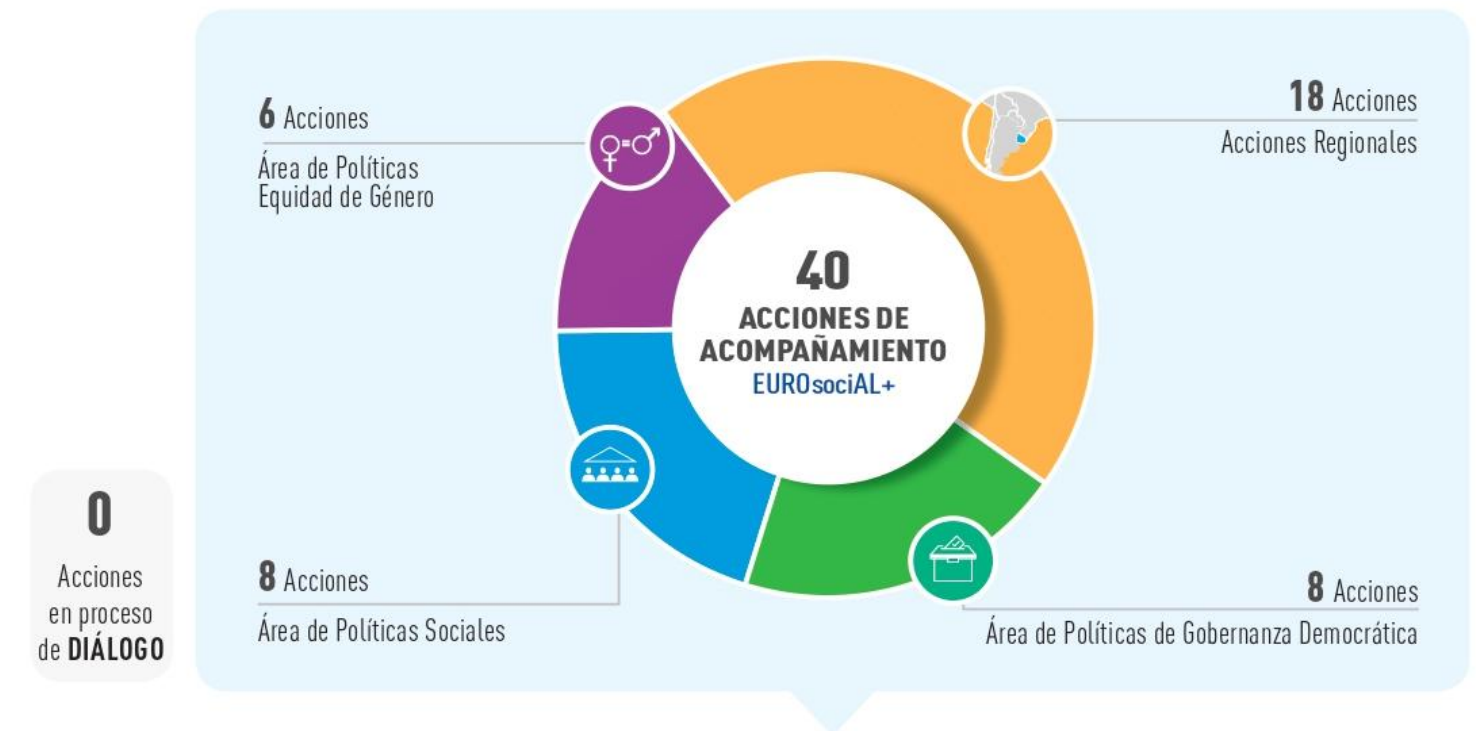 6 Acciones
Área de Políticas
Equidad de Género
18 Acciones
Acciones Regionales
40
ACCIONES DE
ACOMPAÑAMIENTO
EUROsociAL+
0
Acciones
en proceso
de DIÁLOGO
8 Acciones
Área de Políticas Sociales
8 Acciones
Área de Políticas de Gobernanza Democrática